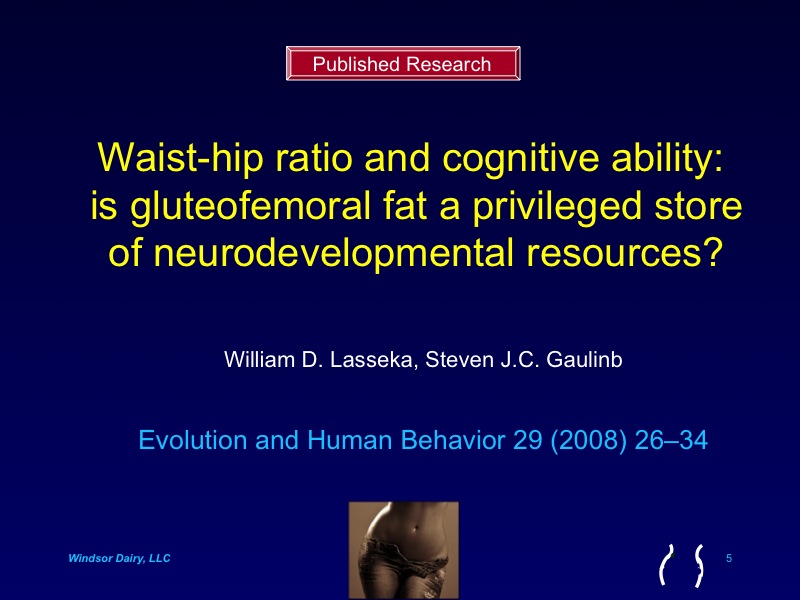 Published Research
Waist-hip ratio and cognitive ability:
is gluteofemoral fat a privileged store
of neurodevelopmental resources?
William D. Lasseka, Steven J.C. Gaulinb
Evolution and Human Behavior 29 (2008) 26–34
Windsor Dairy, LLC
5